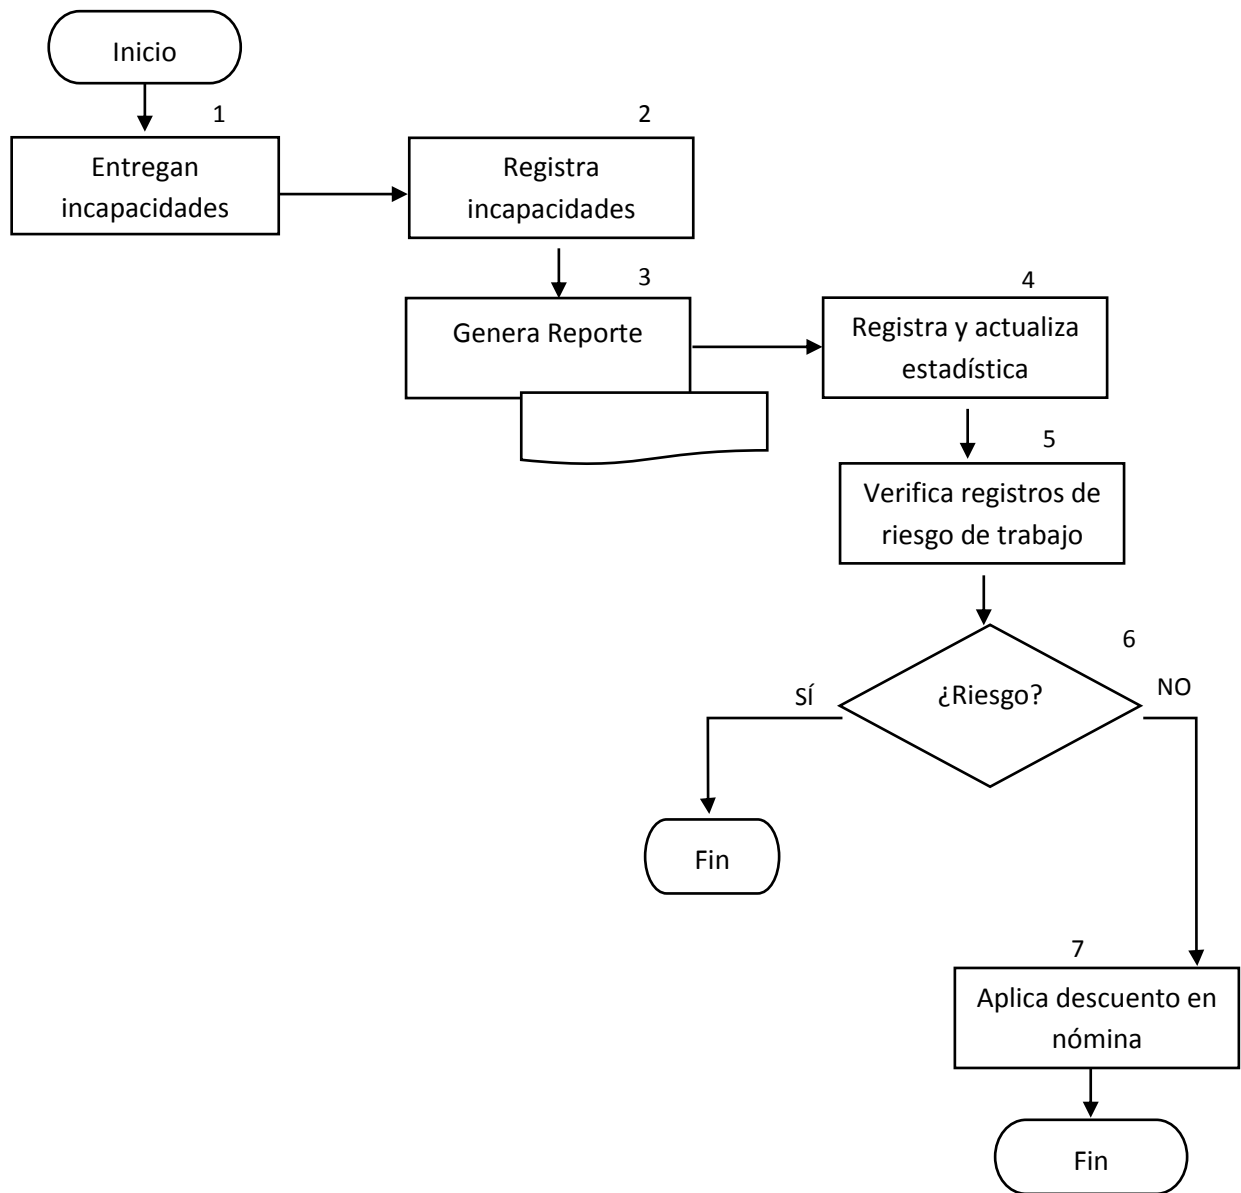 Inicio
1
Entregan
incapacidades
2
Registra
incapacidades
3
Genera Reporte
4
Registra y actualiza
estadística
5
Verifica registros de
riesgo de trabajo
6
¿Riesgo?
SÍ
NO
Fin
7
Aplica descuento en
nómina
Fin